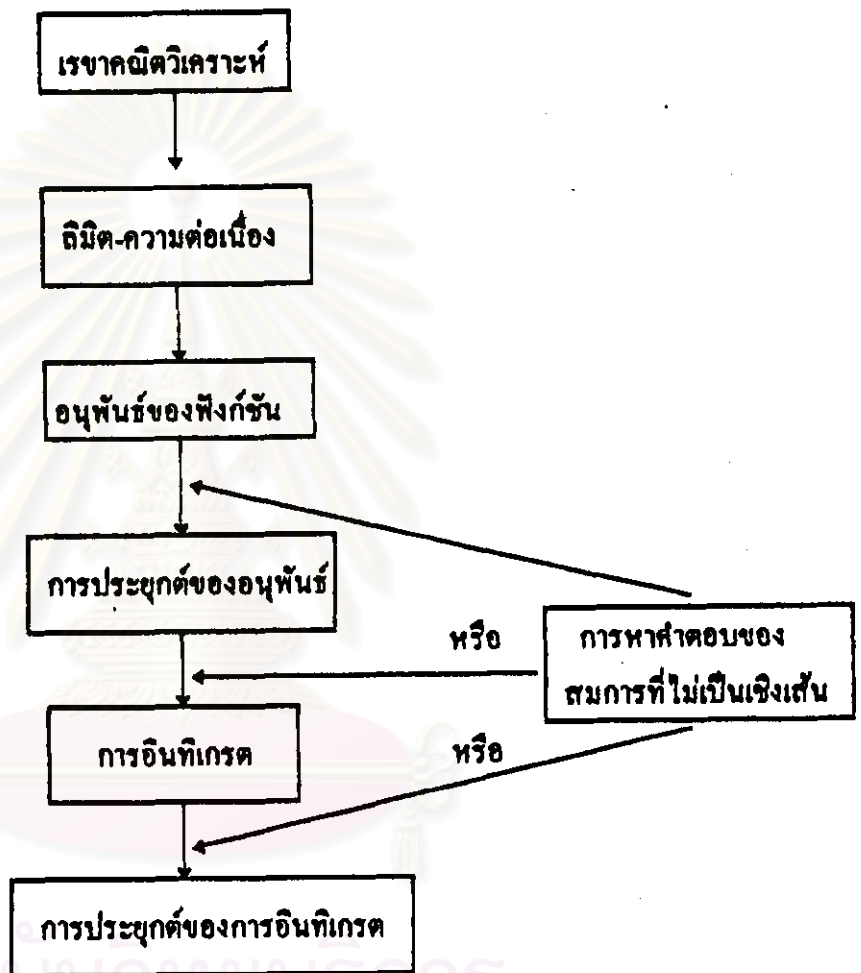 เรขาคณิตวิเคราะห์
ลิมิต-ความต่อเนื่อง
อนุพันธ์ของฟังก์ชัน
การประยุกต์ของอนุพันธ์
หรือ
การหาคำตอบของ
สมการที่ไม่เป็นเชิงเส้น
การอินทิเกรต
หรือ
การประยุกต์ของการอินทิเกรต